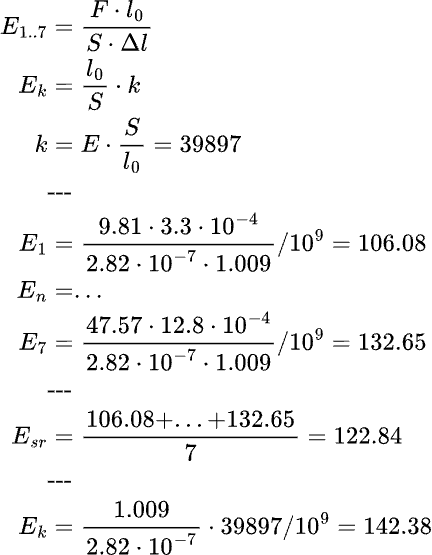 E_{1..7} = \frac{F \cdot l_0}{S \cdot \Delta l}
E_k = \frac{l_0}{S} \cdot k
k = E \cdot \frac{S}{l_0} = 39897
---
E_1 = \frac{9.81 \cdot 3.3 \cdot 10^{-4}}{2.82 \cdot 10^{-7} \cdot 1.009}/10^9 = 106.08
E_n = ...
E_7 = \frac{47.57 \cdot 12.8 \cdot 10^{-4}}{2.82 \cdot 10^{-7} \cdot 1.009}/10^9 = 132.65
---
E_{sr} = \frac{106.08+...+132.65}{7} = 122.84
---
E_k = \frac{1.009}{2.82 \cdot 10^{-7}} \cdot 39897/10^9 = 142.38